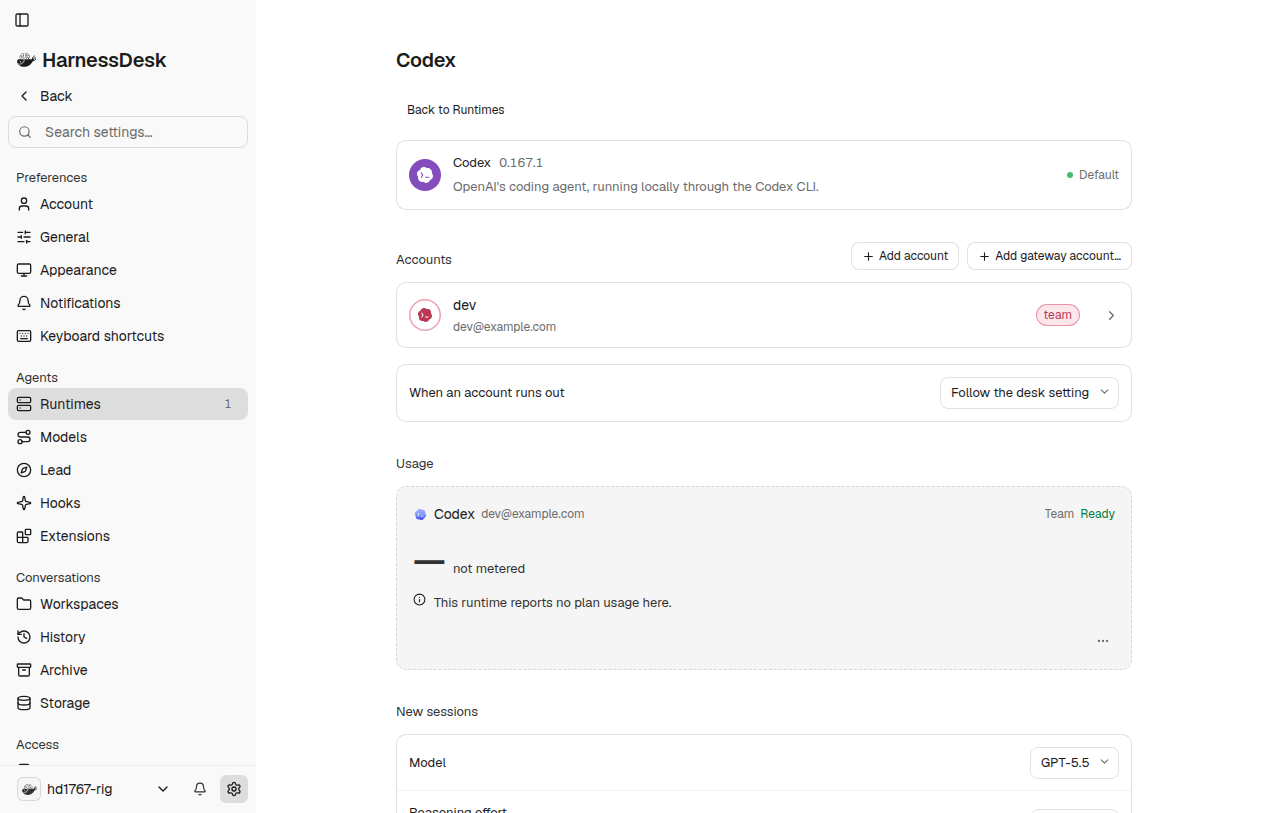 HarnessDesk
Back
Search settings…
Preferences
Account
General
Appearance
Notifications
Keyboard shortcuts
Agents
Runtimes 1
Models
Lead
Hooks
Extensions
Conversations
Workspaces
History
Archive
Storage
Access
hd1767-rig
Codex
Back to Runtimes
Codex 0.167.1
OpenAI's coding agent, running locally through the Codex CLI.
Default
Accounts
Add account
Add gateway account…
dev
dev@example.com
team
When an account runs out
Follow the desk setting
Usage
Codex dev@example.com
Team Ready
— not metered
This runtime reports no plan usage here.
…
New sessions
Model
GPT-5.5
Reasoning effort